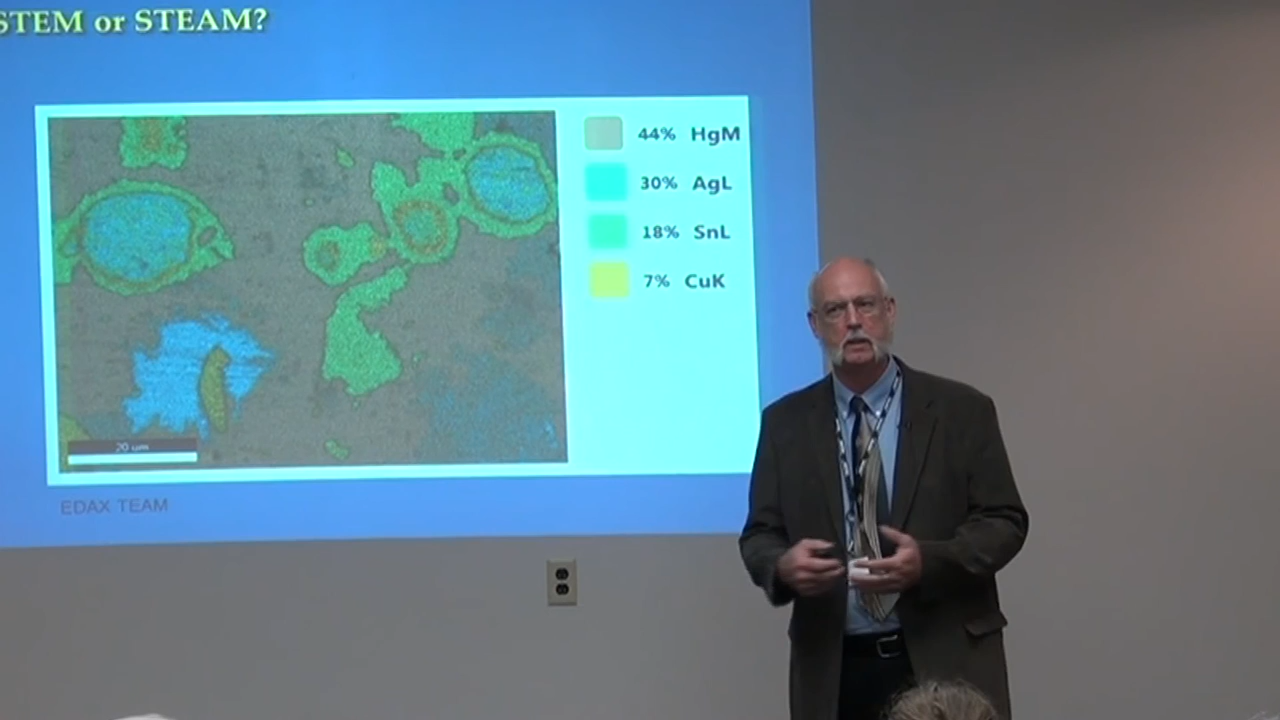 STEM or STEAM?
44% HgM
30% AgL
18% SnL
7% CuK
20 um
EDAX TEAM